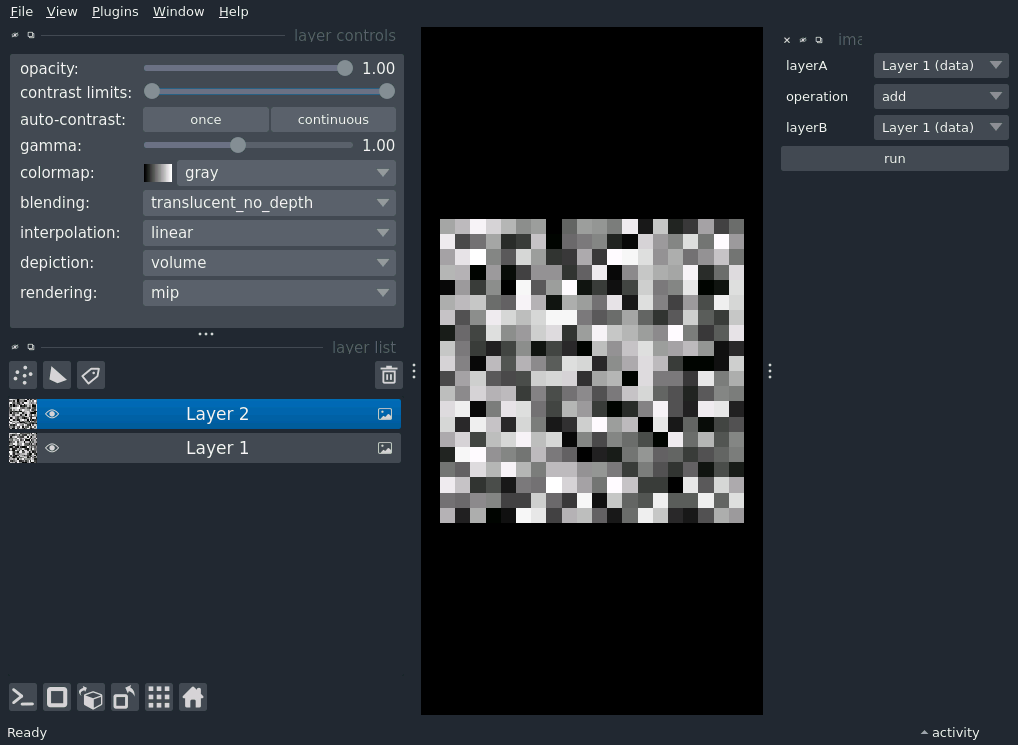 File View Plugins Window Help
layer controls
opacity: 1.00
contrast limits:
auto-contrast: once continuous
gamma: 1.00
colormap: gray
blending: translucent_no_depth
interpolation: linear
depiction: volume
rendering: mip
layer list
Layer 2
Layer 1
ima
layerA Layer 1 (data)
operation add
layerB Layer 1 (data)
run
Ready
activity